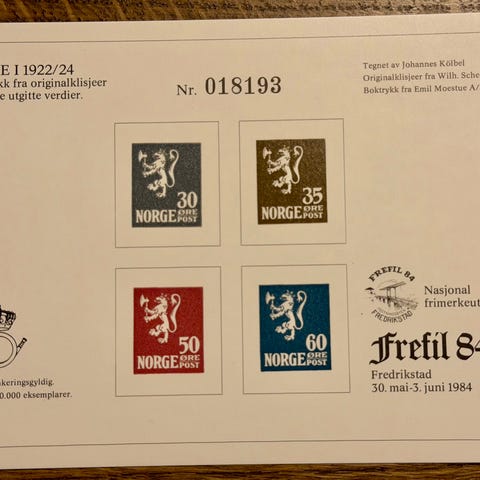 E I 1922/24
kk fra originalklisjeer
e utgitte verdier.
Nr. 018193
Tegnet av Johannes Kölbel
Originalklisjeer fra Wilh. Sche
Boktrykk fra Emil Moestue A/
30
NORGE ØRE POST
35
NORGE ØRE POST
50
NORGE ØRE POST
60
NORGE ØRE POST
FREFIL 84
FREDRIKSTAD
Nasjonal
frimerkeut
Frefil 84
Fredrikstad
30. mai-3. juni 1984
nkeringsgyldig.
0.000 eksemplarer.